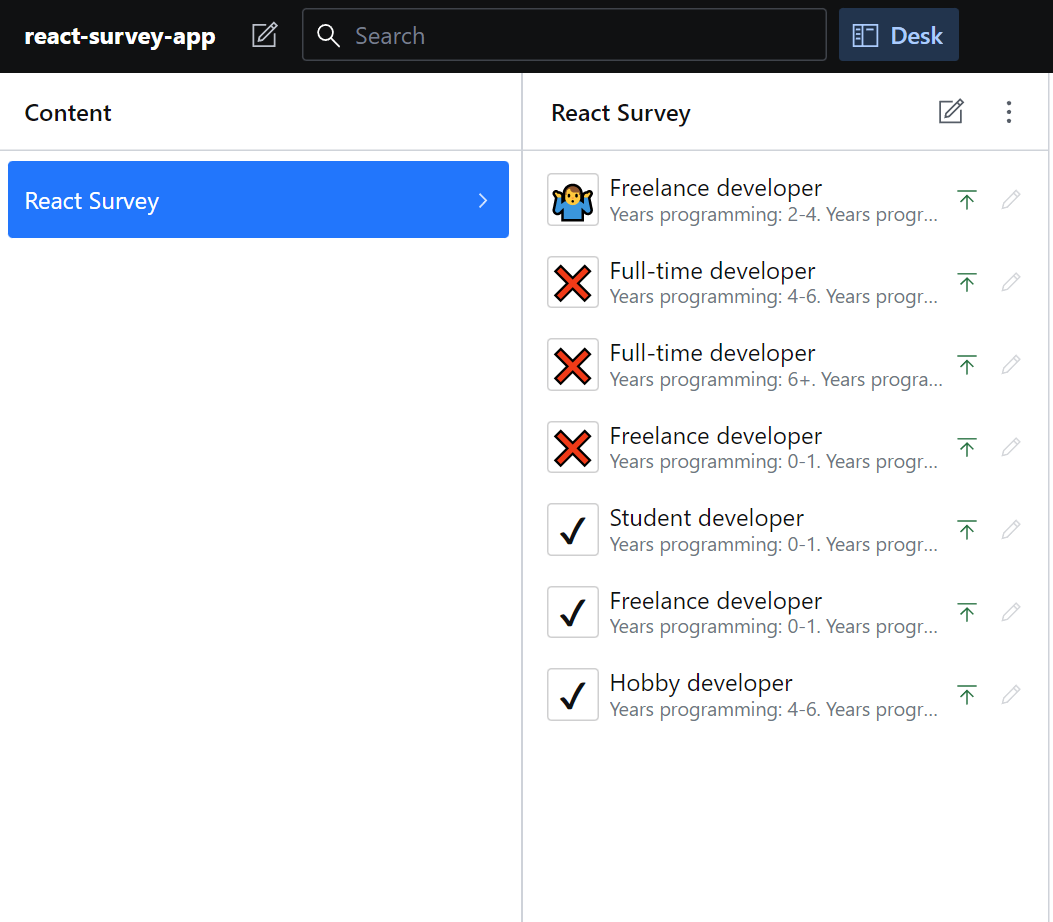 react-survey-app
Search
Desk
Content
React Survey
React Survey
Freelance developer
Years programming: 2-4. Years progr...
Full-time developer
Years programming: 4-6. Years progr...
Full-time developer
Years programming: 6+. Years progra...
Freelance developer
Years programming: 0-1. Years progr...
Student developer
Years programming: 0-1. Years progr...
Freelance developer
Years programming: 0-1. Years progr...
Hobby developer
Years programming: 4-6. Years progr...